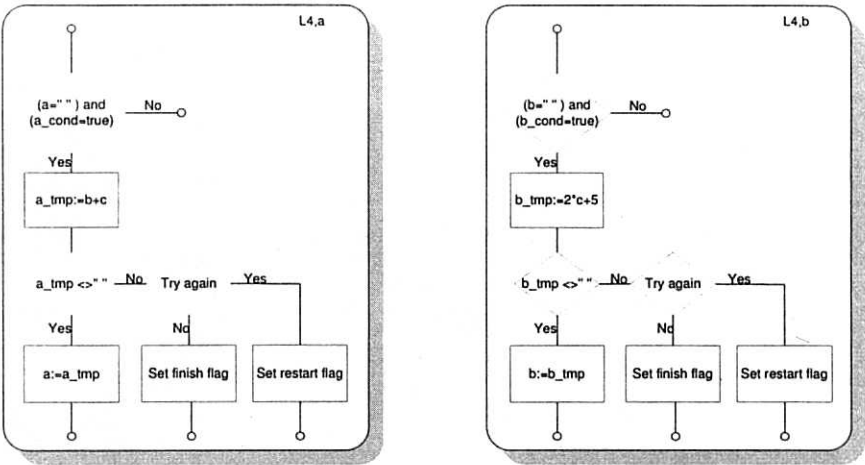 L4,a
(a=" ") and
(a_cond=true)
No
Yes
a_tmp:=b+c
a_tmp <>" "
No
Try again
Yes
Yes
No
a:=a_tmp
Set finish flag
Set restart flag
L4,b
(b=" ") and
(b_cond=true)
No
Yes
b_tmp:=2*c+5
b_tmp <>" "
No
Try again
Yes
Yes
No
b:=b_tmp
Set finish flag
Set restart flag